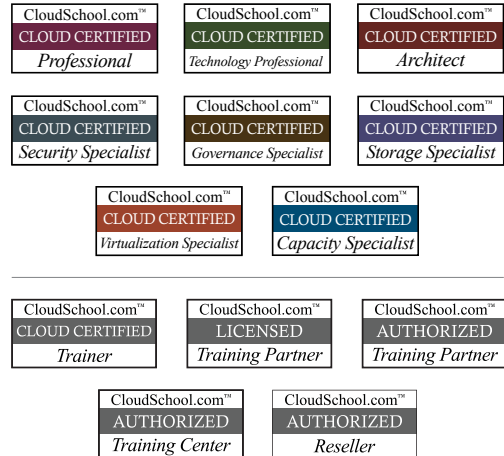 CloudSchool.com™
CLOUD CERTIFIED
Professional
CloudSchool.com™
CLOUD CERTIFIED
Technology Professional
CloudSchool.com™
CLOUD CERTIFIED
Architect
CloudSchool.com™
CLOUD CERTIFIED
Security Specialist
CloudSchool.com™
CLOUD CERTIFIED
Governance Specialist
CloudSchool.com™
CLOUD CERTIFIED
Storage Specialist
CloudSchool.com™
CLOUD CERTIFIED
Virtualization Specialist
CloudSchool.com™
CLOUD CERTIFIED
Capacity Specialist
CloudSchool.com™
CLOUD CERTIFIED
Trainer
CloudSchool.com™
LICENSED
Training Partner
CloudSchool.com™
AUTHORIZED
Training Partner
CloudSchool.com™
AUTHORIZED
Training Center
CloudSchool.com™
AUTHORIZED
Reseller